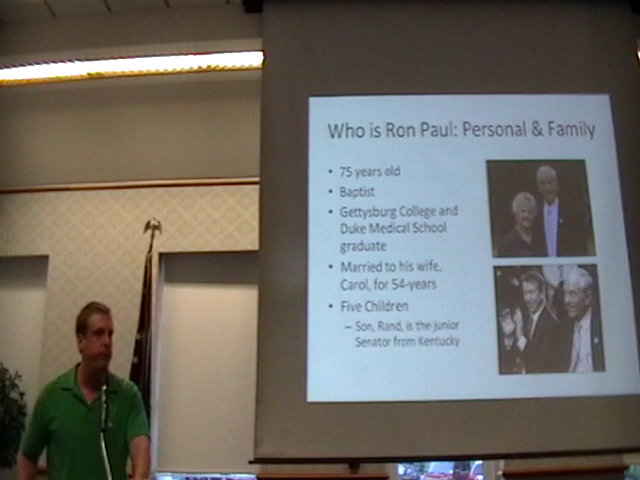 Who is Ron Paul: Personal & Family
• 75 years old
• Baptist
• Gettysburg College and
Duke Medical School
graduate
• Married to his wife,
Carol, for 54-years
• Five Children
– Son, Rand, is the junior
Senator from Kentucky